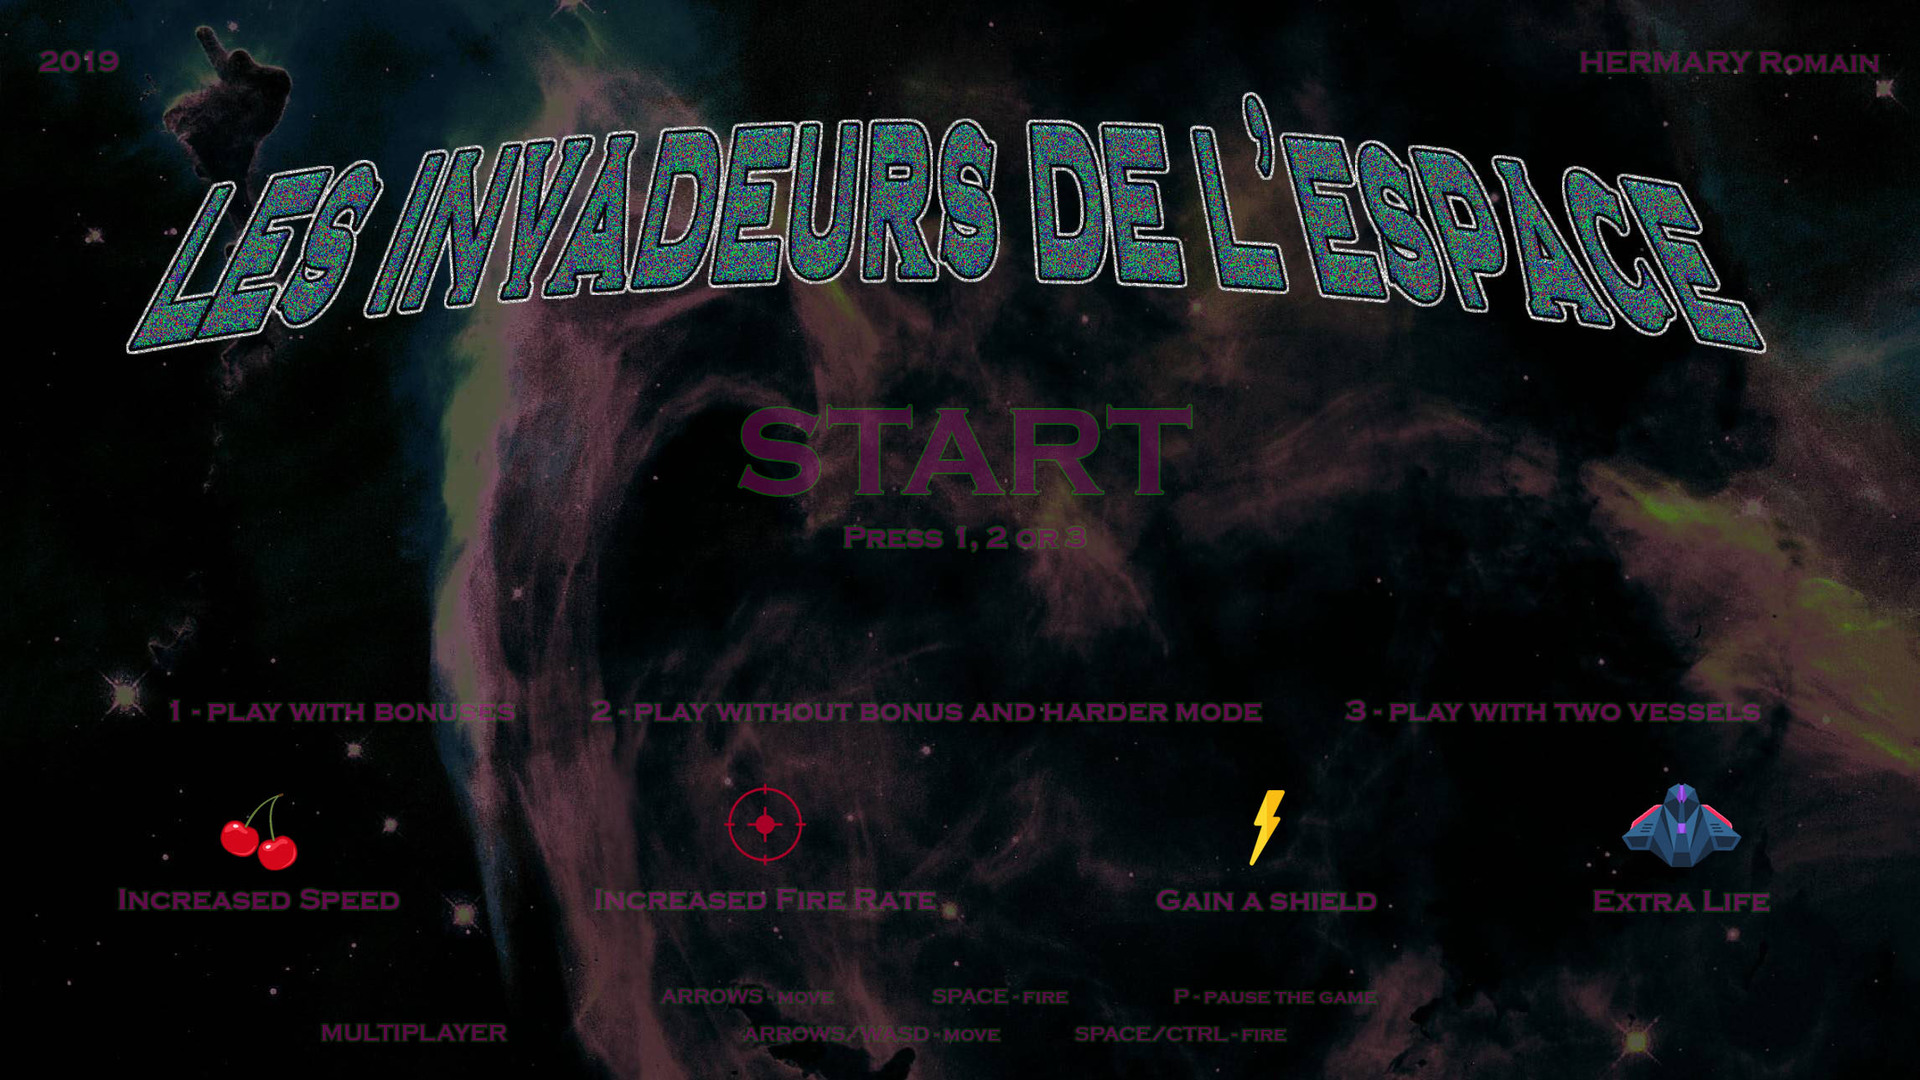 2019
HERMARY Romain
LES INVADEURS DE L'ESPACE
START
PRESS 1, 2 OR 3
1 - PLAY WITH BONUSES
2 - PLAY WITHOUT BONUS AND HARDER MODE
3 - PLAY WITH TWO VESSELS
INCREASED SPEED
INCREASED FIRE RATE
GAIN A SHIELD
EXTRA LIFE
ARROWS - MOVE
SPACE - FIRE
P - PAUSE THE GAME
MULTIPLAYER
ARROWS/WASD - MOVE
SPACE/CTRL - FIRE